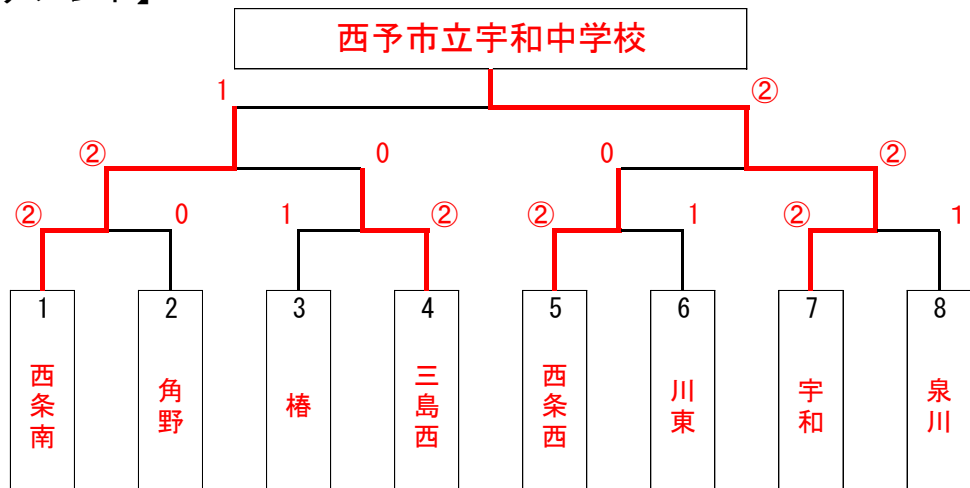 西予市立宇和中学校
1 ②
② 0 0 ②
② 0 1 ② ② 1 ② 1
1 2 3 4 5 6 7 8
西条南 角野 椿 三島西 西条西 川東 宇和 泉川